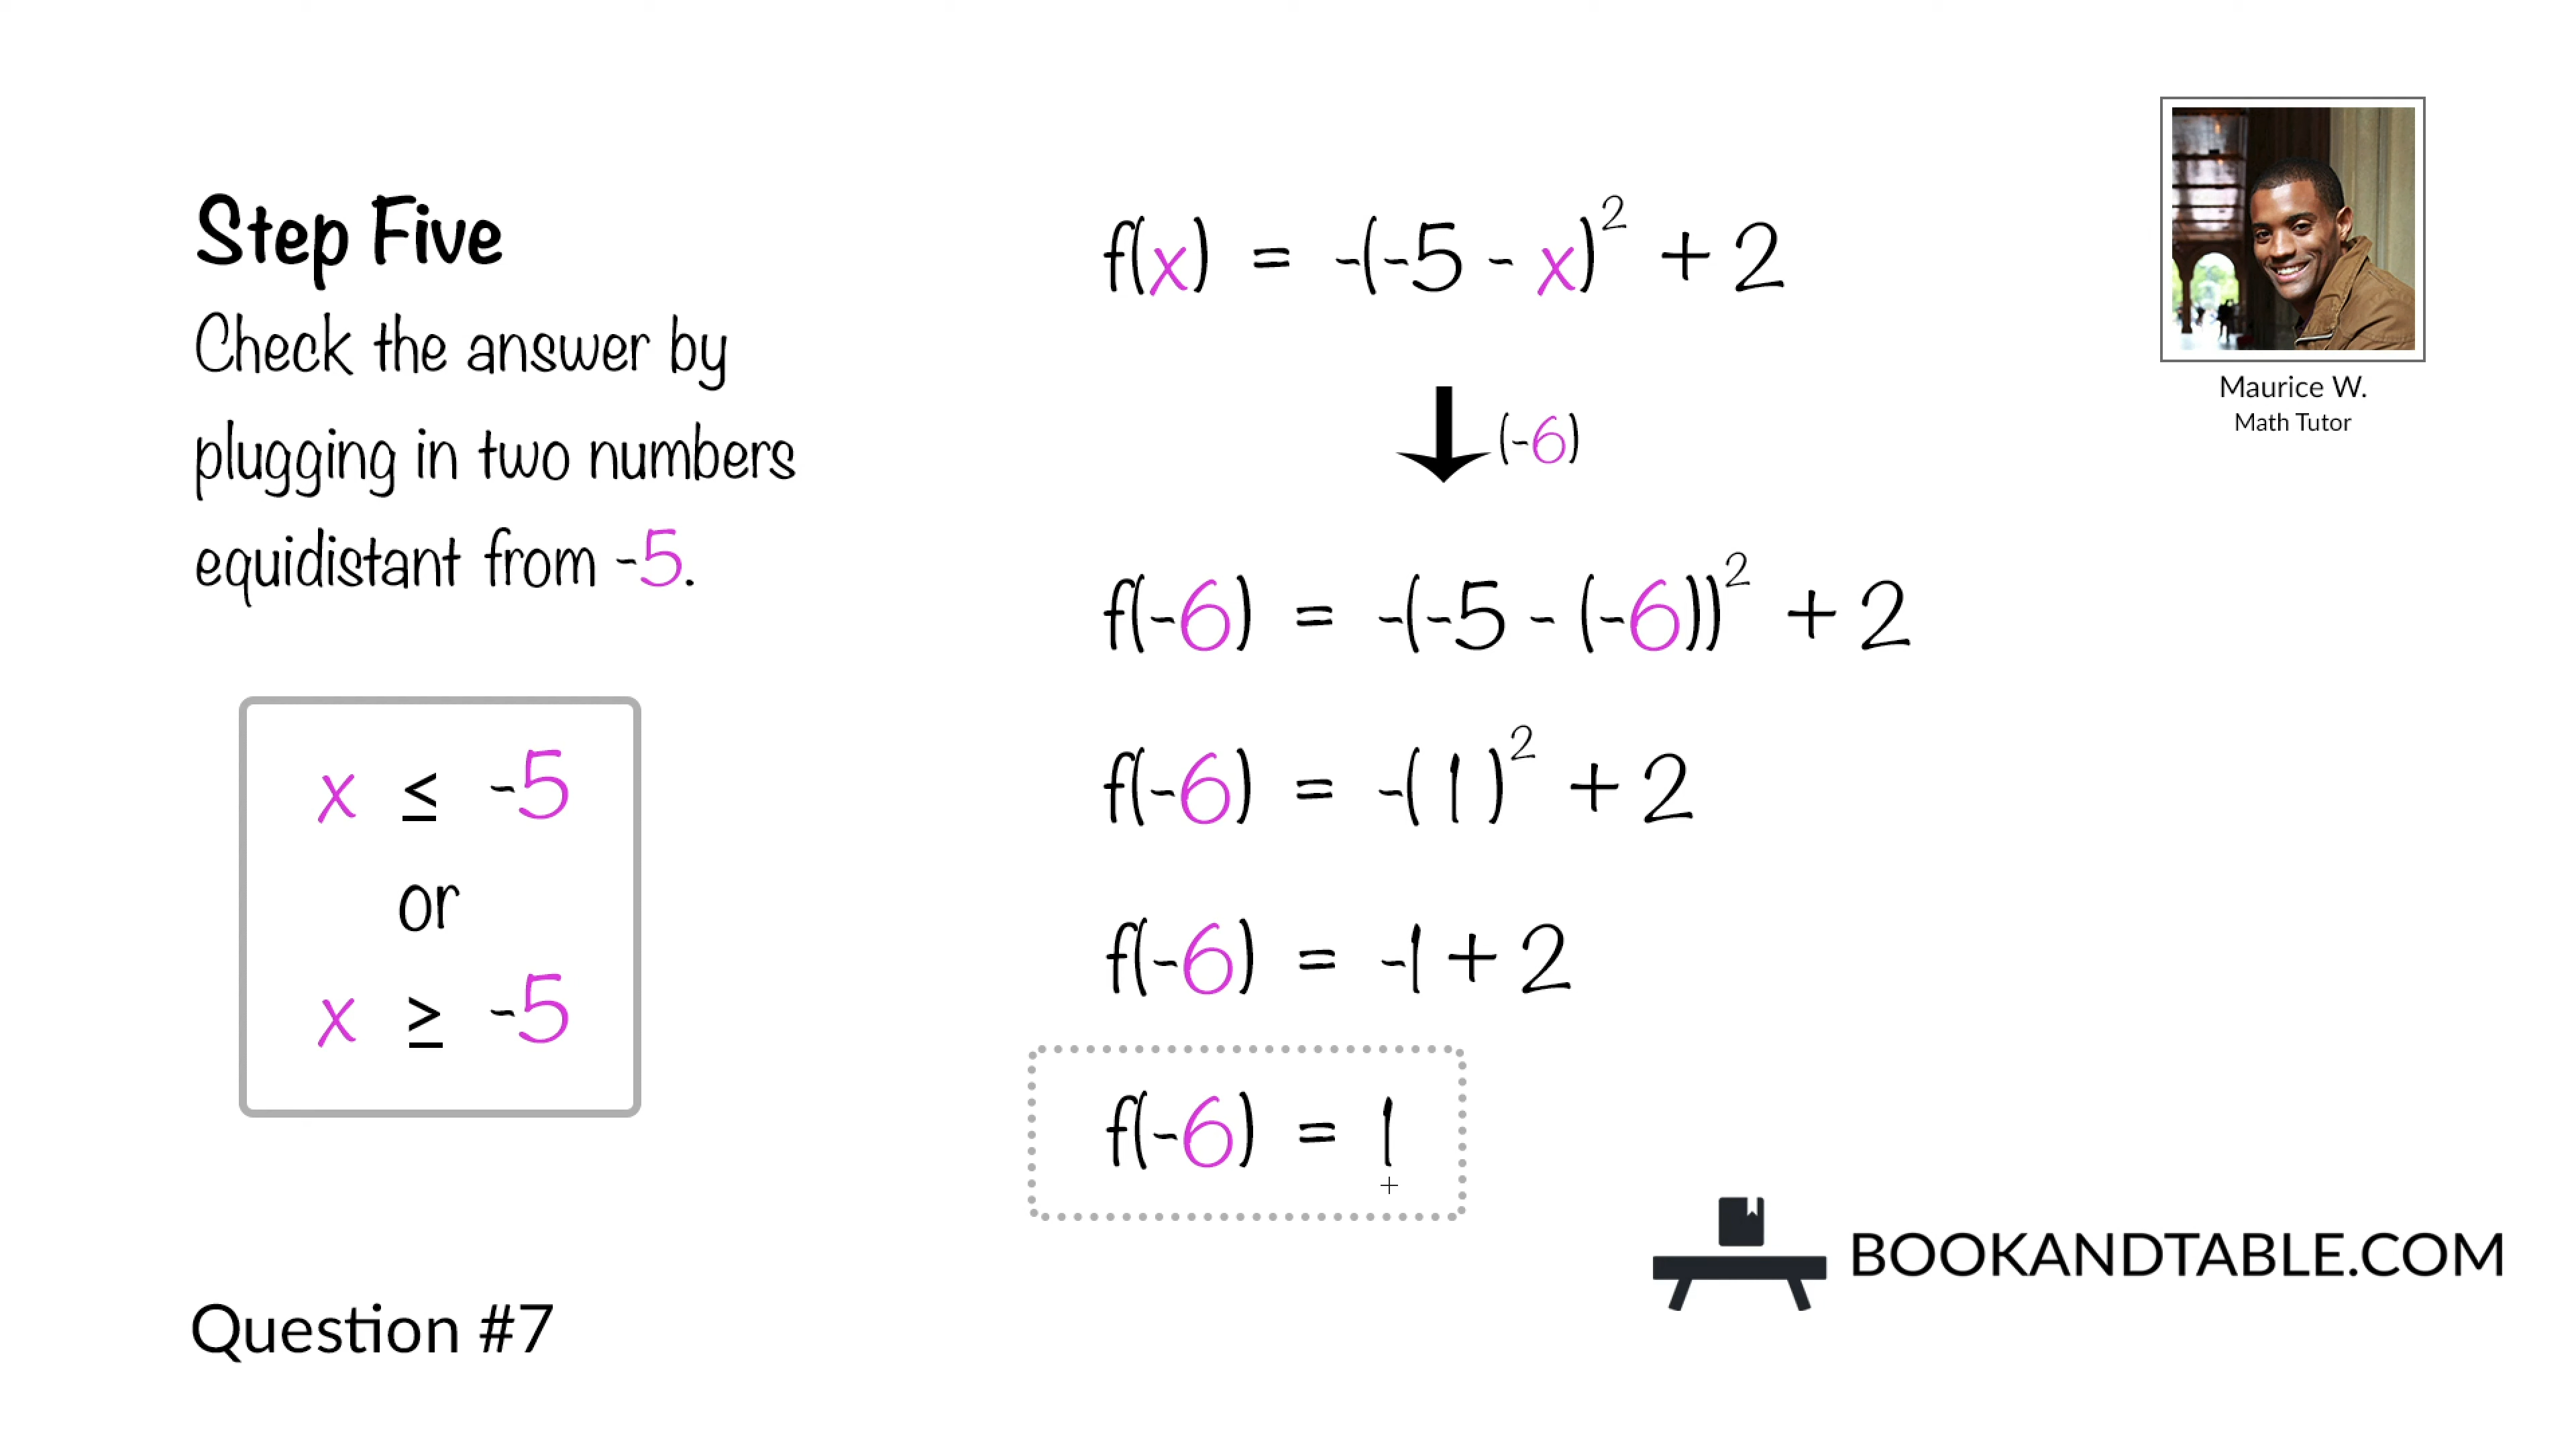 Step Five
Check the answer by
plugging in two numbers
equidistant from -5.
x ≤ -5
or
x ≥ -5
Question #7
f(x) = -(-5 - x)² + 2
(-6)
f(-6) = -(-5 - (-6))² + 2
f(-6) = -(1)² + 2
f(-6) = -1 + 2
f(-6) = 1
Maurice W.
Math Tutor
BOOKANDTABLE.COM